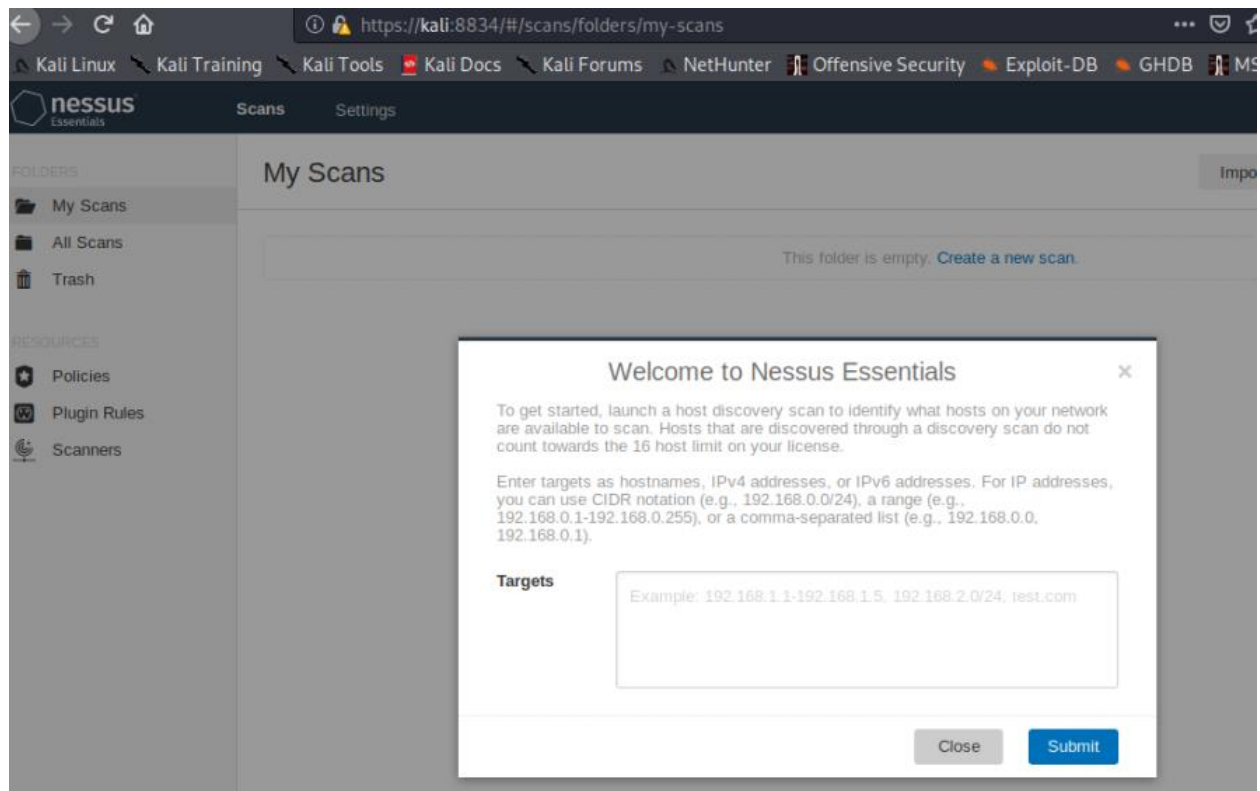 https://kali:8834/#/scans/folders/my-scans
Kali Linux Kali Training Kali Tools Kali Docs Kali Forums NetHunter Offensive Security Exploit-DB GHDB MS
nessus
Essentials
Scans Settings
FOLDERS
My Scans
All Scans
Trash
RESOURCES
Policies
Plugin Rules
Scanners
My Scans
Impo
This folder is empty. Create a new scan.
Welcome to Nessus Essentials
To get started, launch a host discovery scan to identify what hosts on your network
are available to scan. Hosts that are discovered through a discovery scan do not
count towards the 16 host limit on your license.
Enter targets as hostnames, IPv4 addresses, or IPv6 addresses. For IP addresses,
you can use CIDR notation (e.g., 192.168.0.0/24), a range (e.g.,
192.168.0.1-192.168.0.255), or a comma-separated list (e.g., 192.168.0.0,
192.168.0.1).
Targets
Example: 192.168.1.1-192.168.1.5, 192.168.2.0/24, test.com
Close Submit